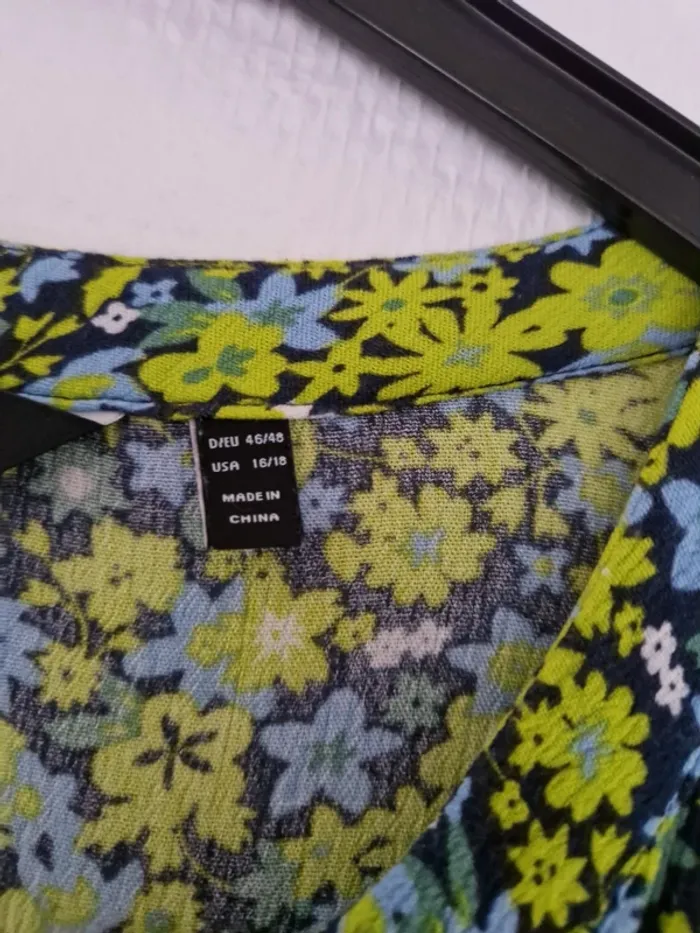 D/EU 46/48
USA 16/18
MADE IN
CHINA